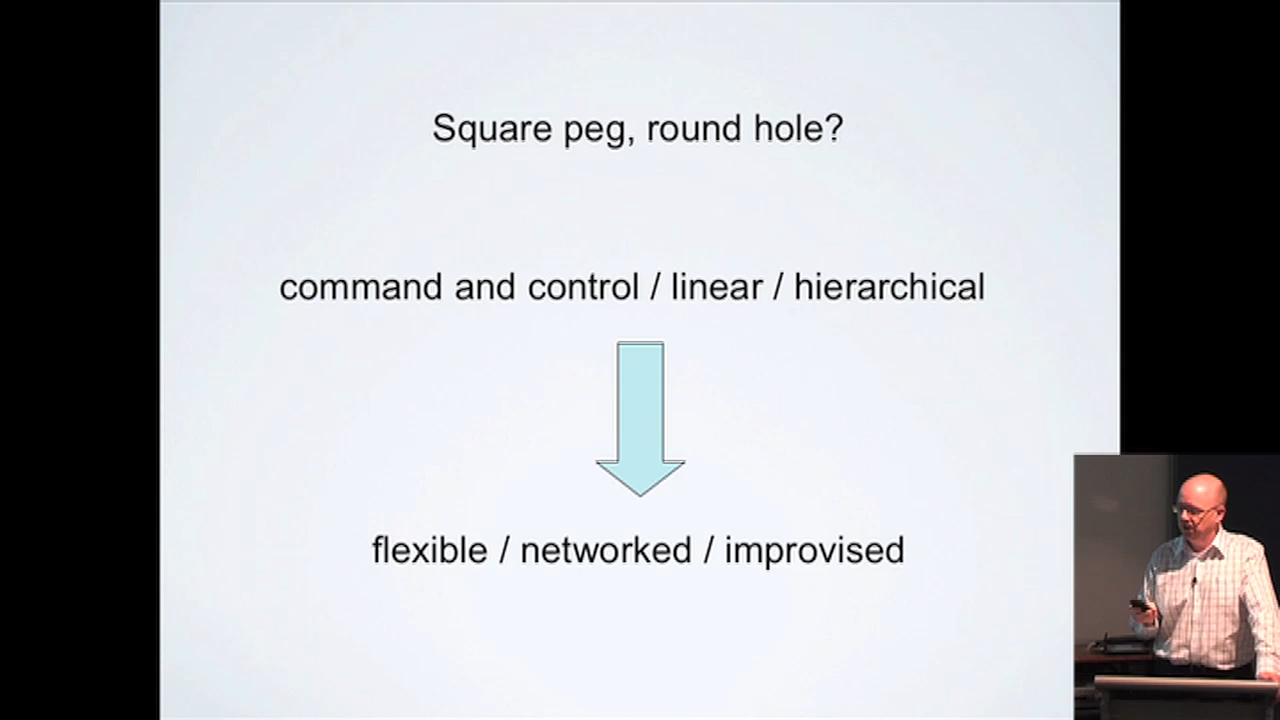 Square peg, round hole?
command and control / linear / hierarchical
flexible / networked / improvised